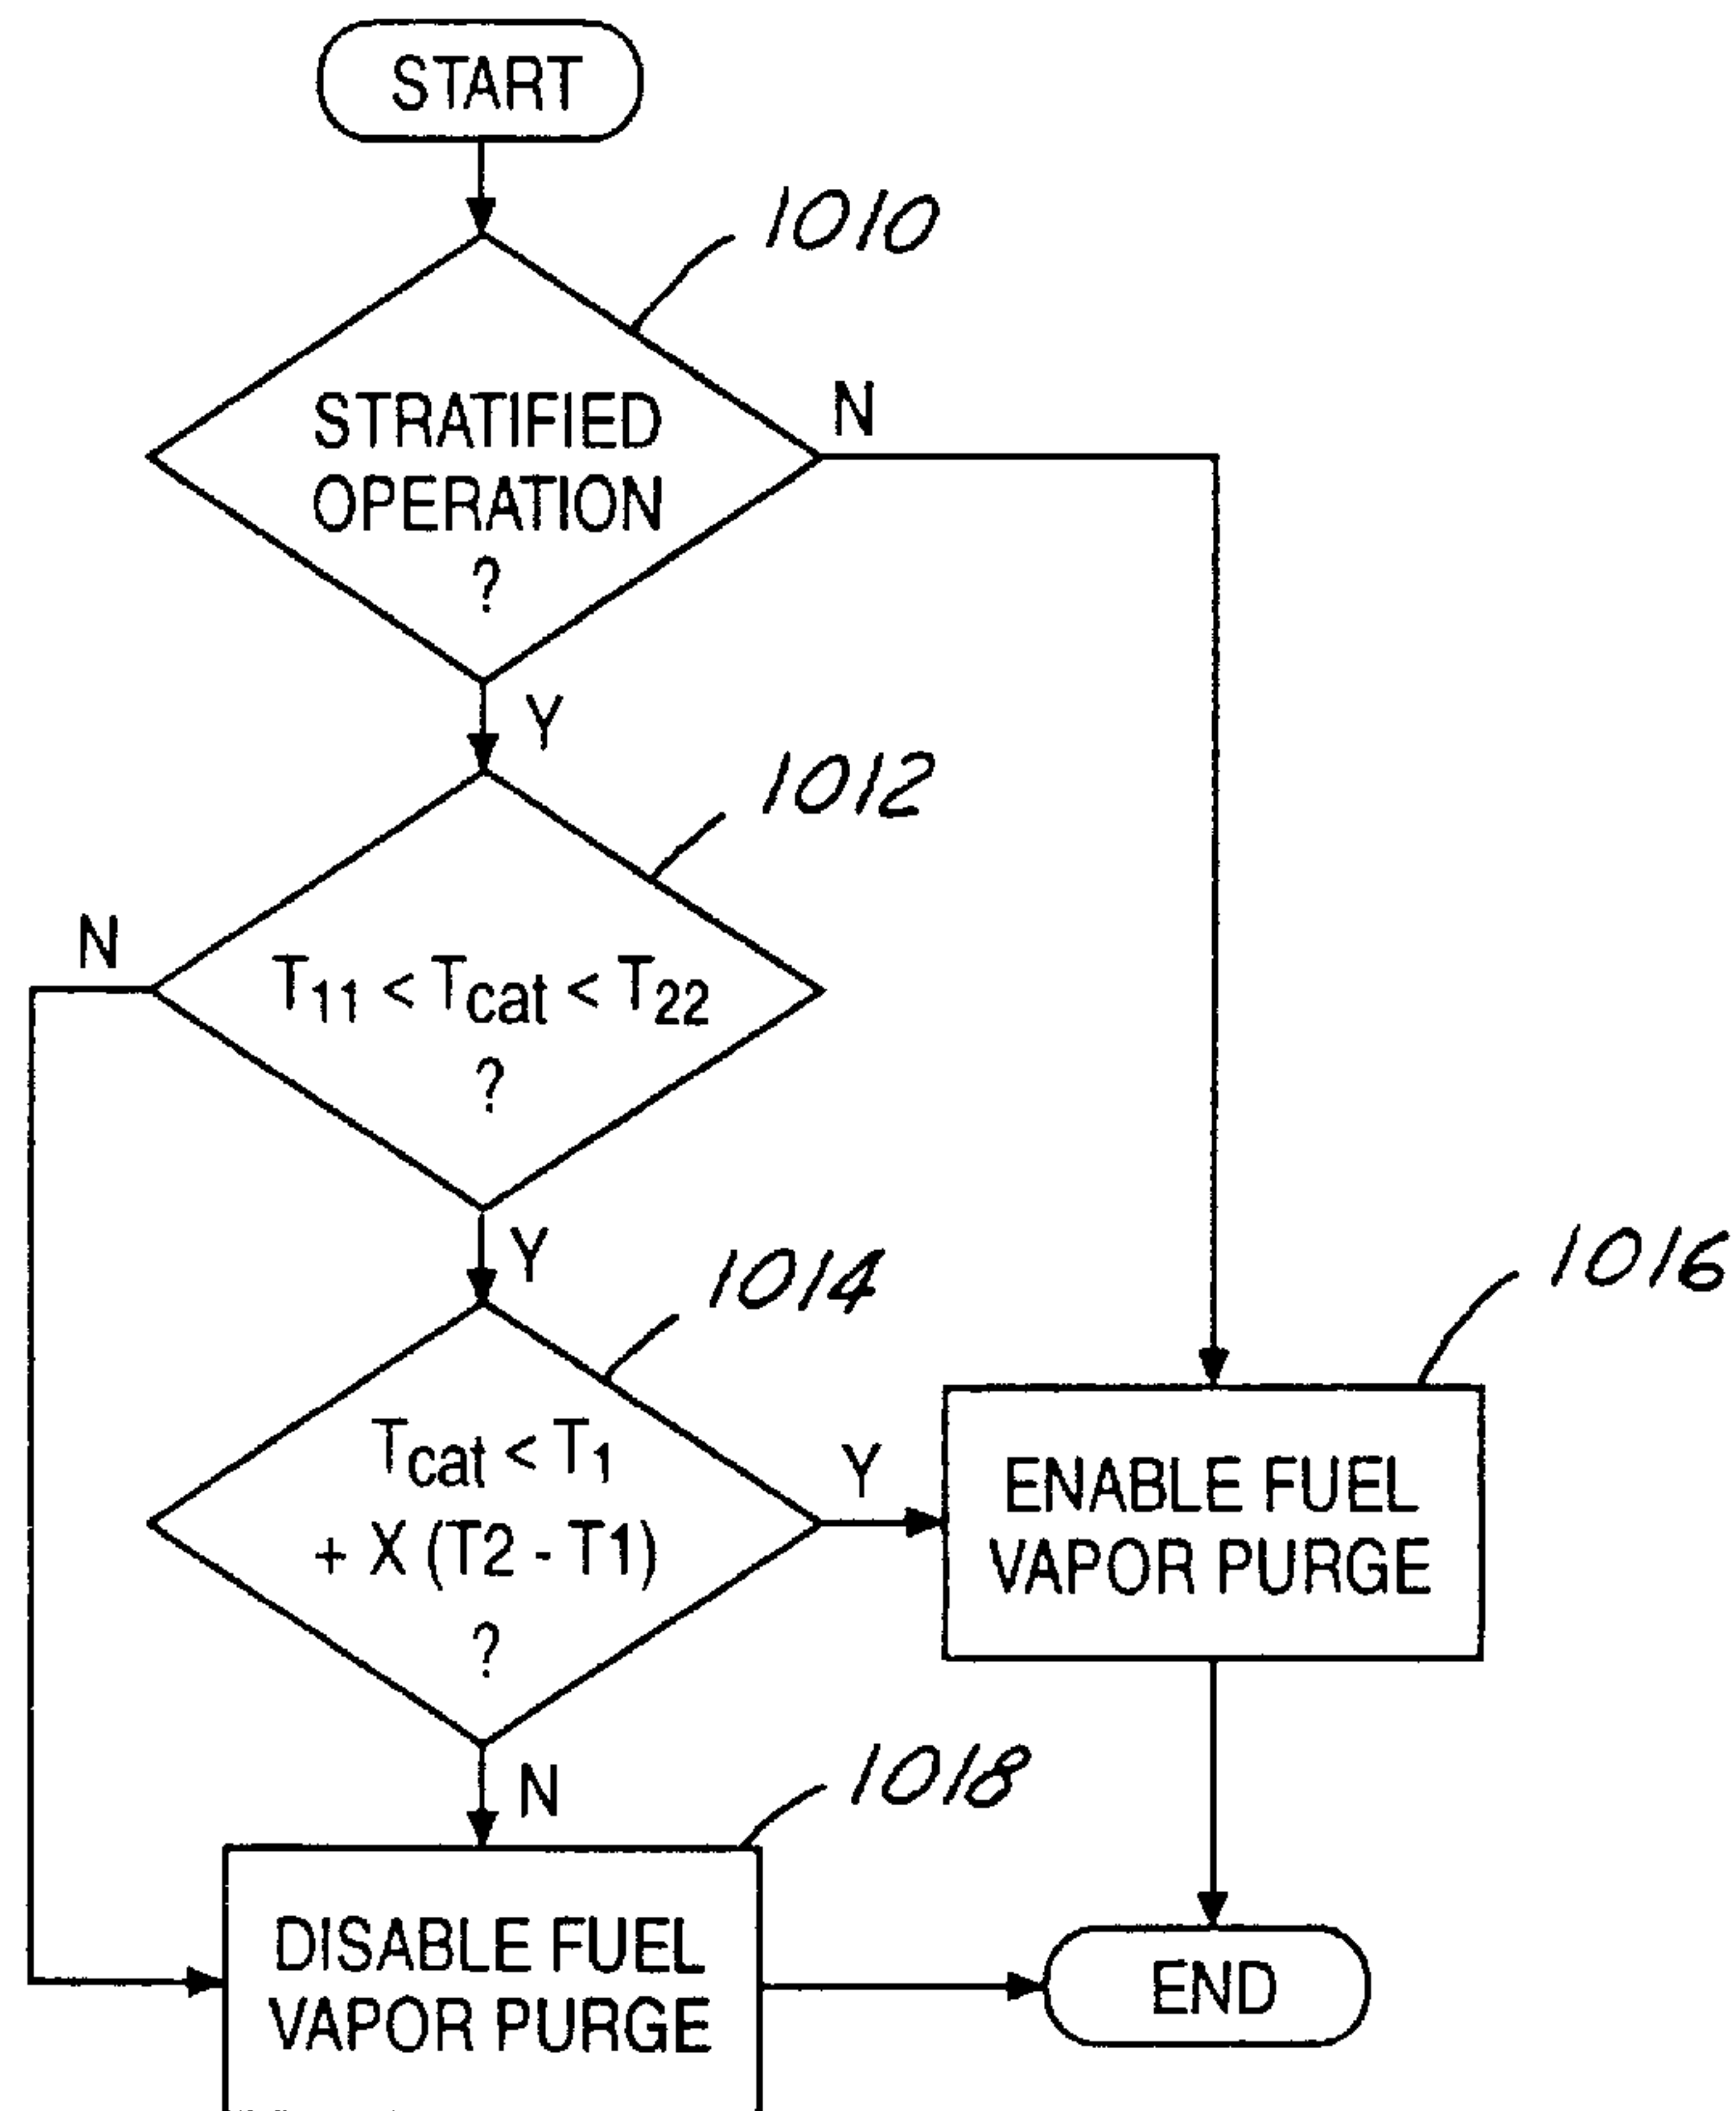 START
1010
STRATIFIED
OPERATION
?
N
Y
1012
N
T11 < Tcat < T22
?
Y
1014
1016
Tcat < T1
+ X (T2 - T1)
?
Y
ENABLE FUEL
VAPOR PURGE
N
1018
DISABLE FUEL
VAPOR PURGE
END